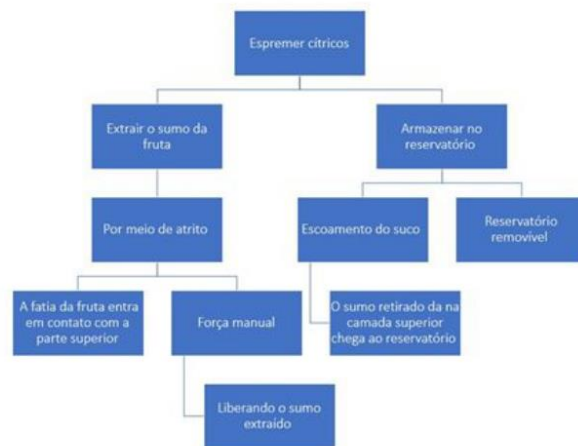 Espremer cítricos
Extrair o sumo da
fruta
Armazenar no
reservatório
Por meio de atrito
Escoamento do suco
Reservatório
removível
A fatia da fruta entra
em contato com a
parte superior
Força manual
O sumo retirado da na
camada superior
chega ao reservatório
Liberando o sumo
extraído